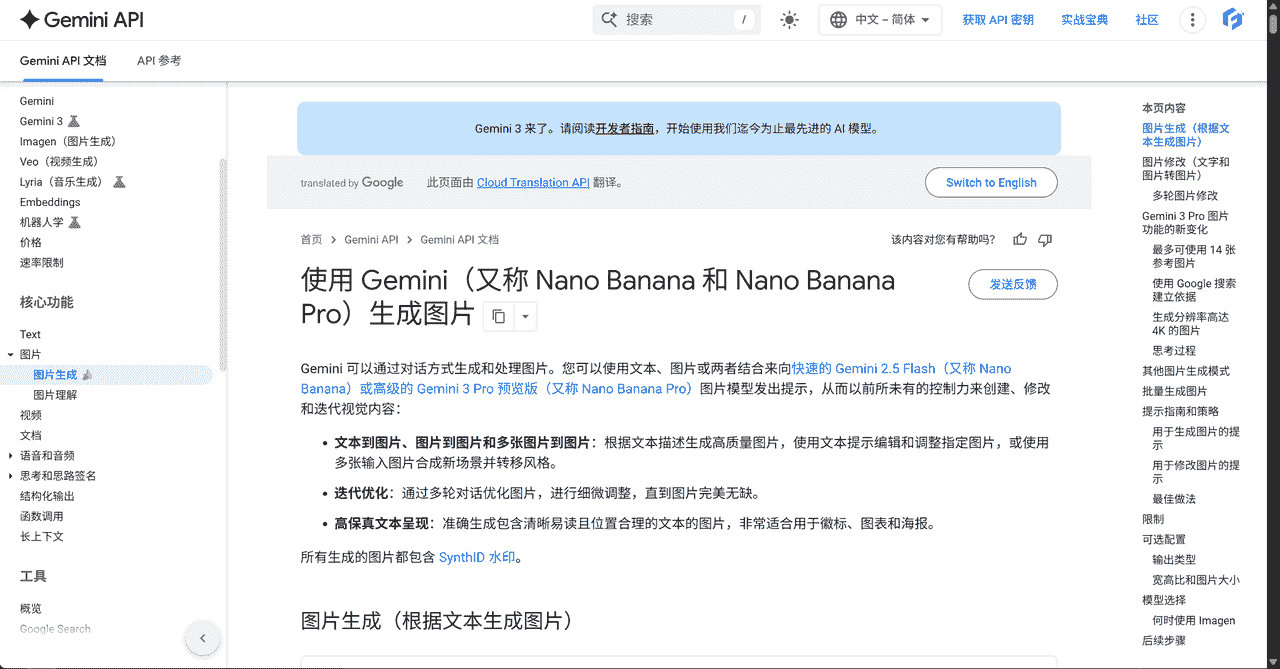 Gemini API
搜索
/
中文 – 简体
获取 API 密钥
实战宝典
社区
Gemini API 文档
API 参考
Gemini
Gemini 3
Imagen（图片生成）
Veo（视频生成）
Lyria（音乐生成）
Embeddings
机器人学
价格
速率限制
核心功能
Text
图片
图片生成
图片理解
视频
文档
语音和音频
思考和思路签名
结构化输出
函数调用
长上下文
工具
概览
Google Search
Gemini 3 来了。请阅读开发者指南，开始使用我们迄今为止最先进的 AI 模型。
translated by Google
此页面由 Cloud Translation API 翻译。
Switch to English
首页
Gemini API
Gemini API 文档
该内容对您有帮助吗？
使用 Gemini（又称 Nano Banana 和 Nano Banana
Pro）生成图片
发送反馈
Gemini 可以通过对话方式生成和处理图片。您可以使用文本、图片或两者结合来向快速的 Gemini 2.5 Flash（又称 Nano
Banana）或高级的 Gemini 3 Pro 预览版（又称 Nano Banana Pro）图片模型发出提示，从而以前所未有的控制力来创建、修改
和迭代视觉内容：
• 文本到图片、图片到图片和多张图片到图片：根据文本描述生成高质量图片，使用文本提示编辑和调整指定图片，或使用
多张输入图片合成新场景并转移风格。
• 迭代优化：通过多轮对话优化图片，进行细微调整，直到图片完美无缺。
• 高保真文本呈现：准确生成包含清晰易读且位置合理的文本的图片，非常适合用于徽标、图表和海报。
所有生成的图片都包含 SynthID 水印。
图片生成（根据文本生成图片）
本页内容
图片生成（根据文
本生成图片）
图片修改（文字和
图片转图片）
多轮图片修改
Gemini 3 Pro 图片
功能的新变化
最多可使用 14 张
参考图片
使用 Google 搜索
建立依据
生成分辨率高达
4K 的图片
思考过程
其他图片生成模式
批量生成图片
提示指南和策略
用于生成图片的提
示
用于修改图片的提
示
最佳做法
限制
可选配置
输出类型
宽高比和图片大小
模型选择
何时使用 Imagen
后续步骤